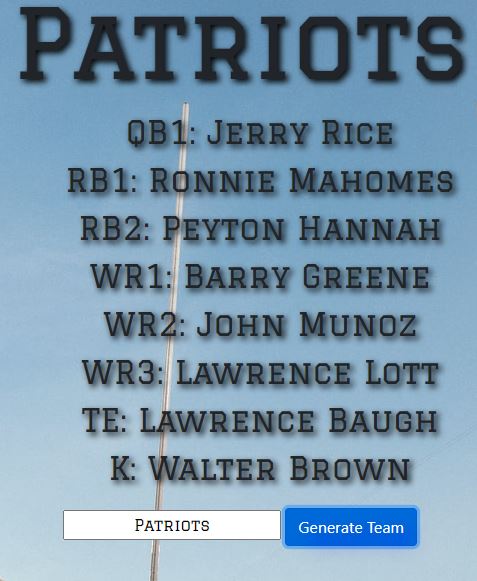 Patriots
QB1: Jerry Rice
RB1: Ronnie Mahomes
RB2: Peyton Hannah
WR1: Barry Greene
WR2: John Munoz
WR3: Lawrence Lott
TE: Lawrence Baugh
K: Walter Brown
Patriots Generate Team